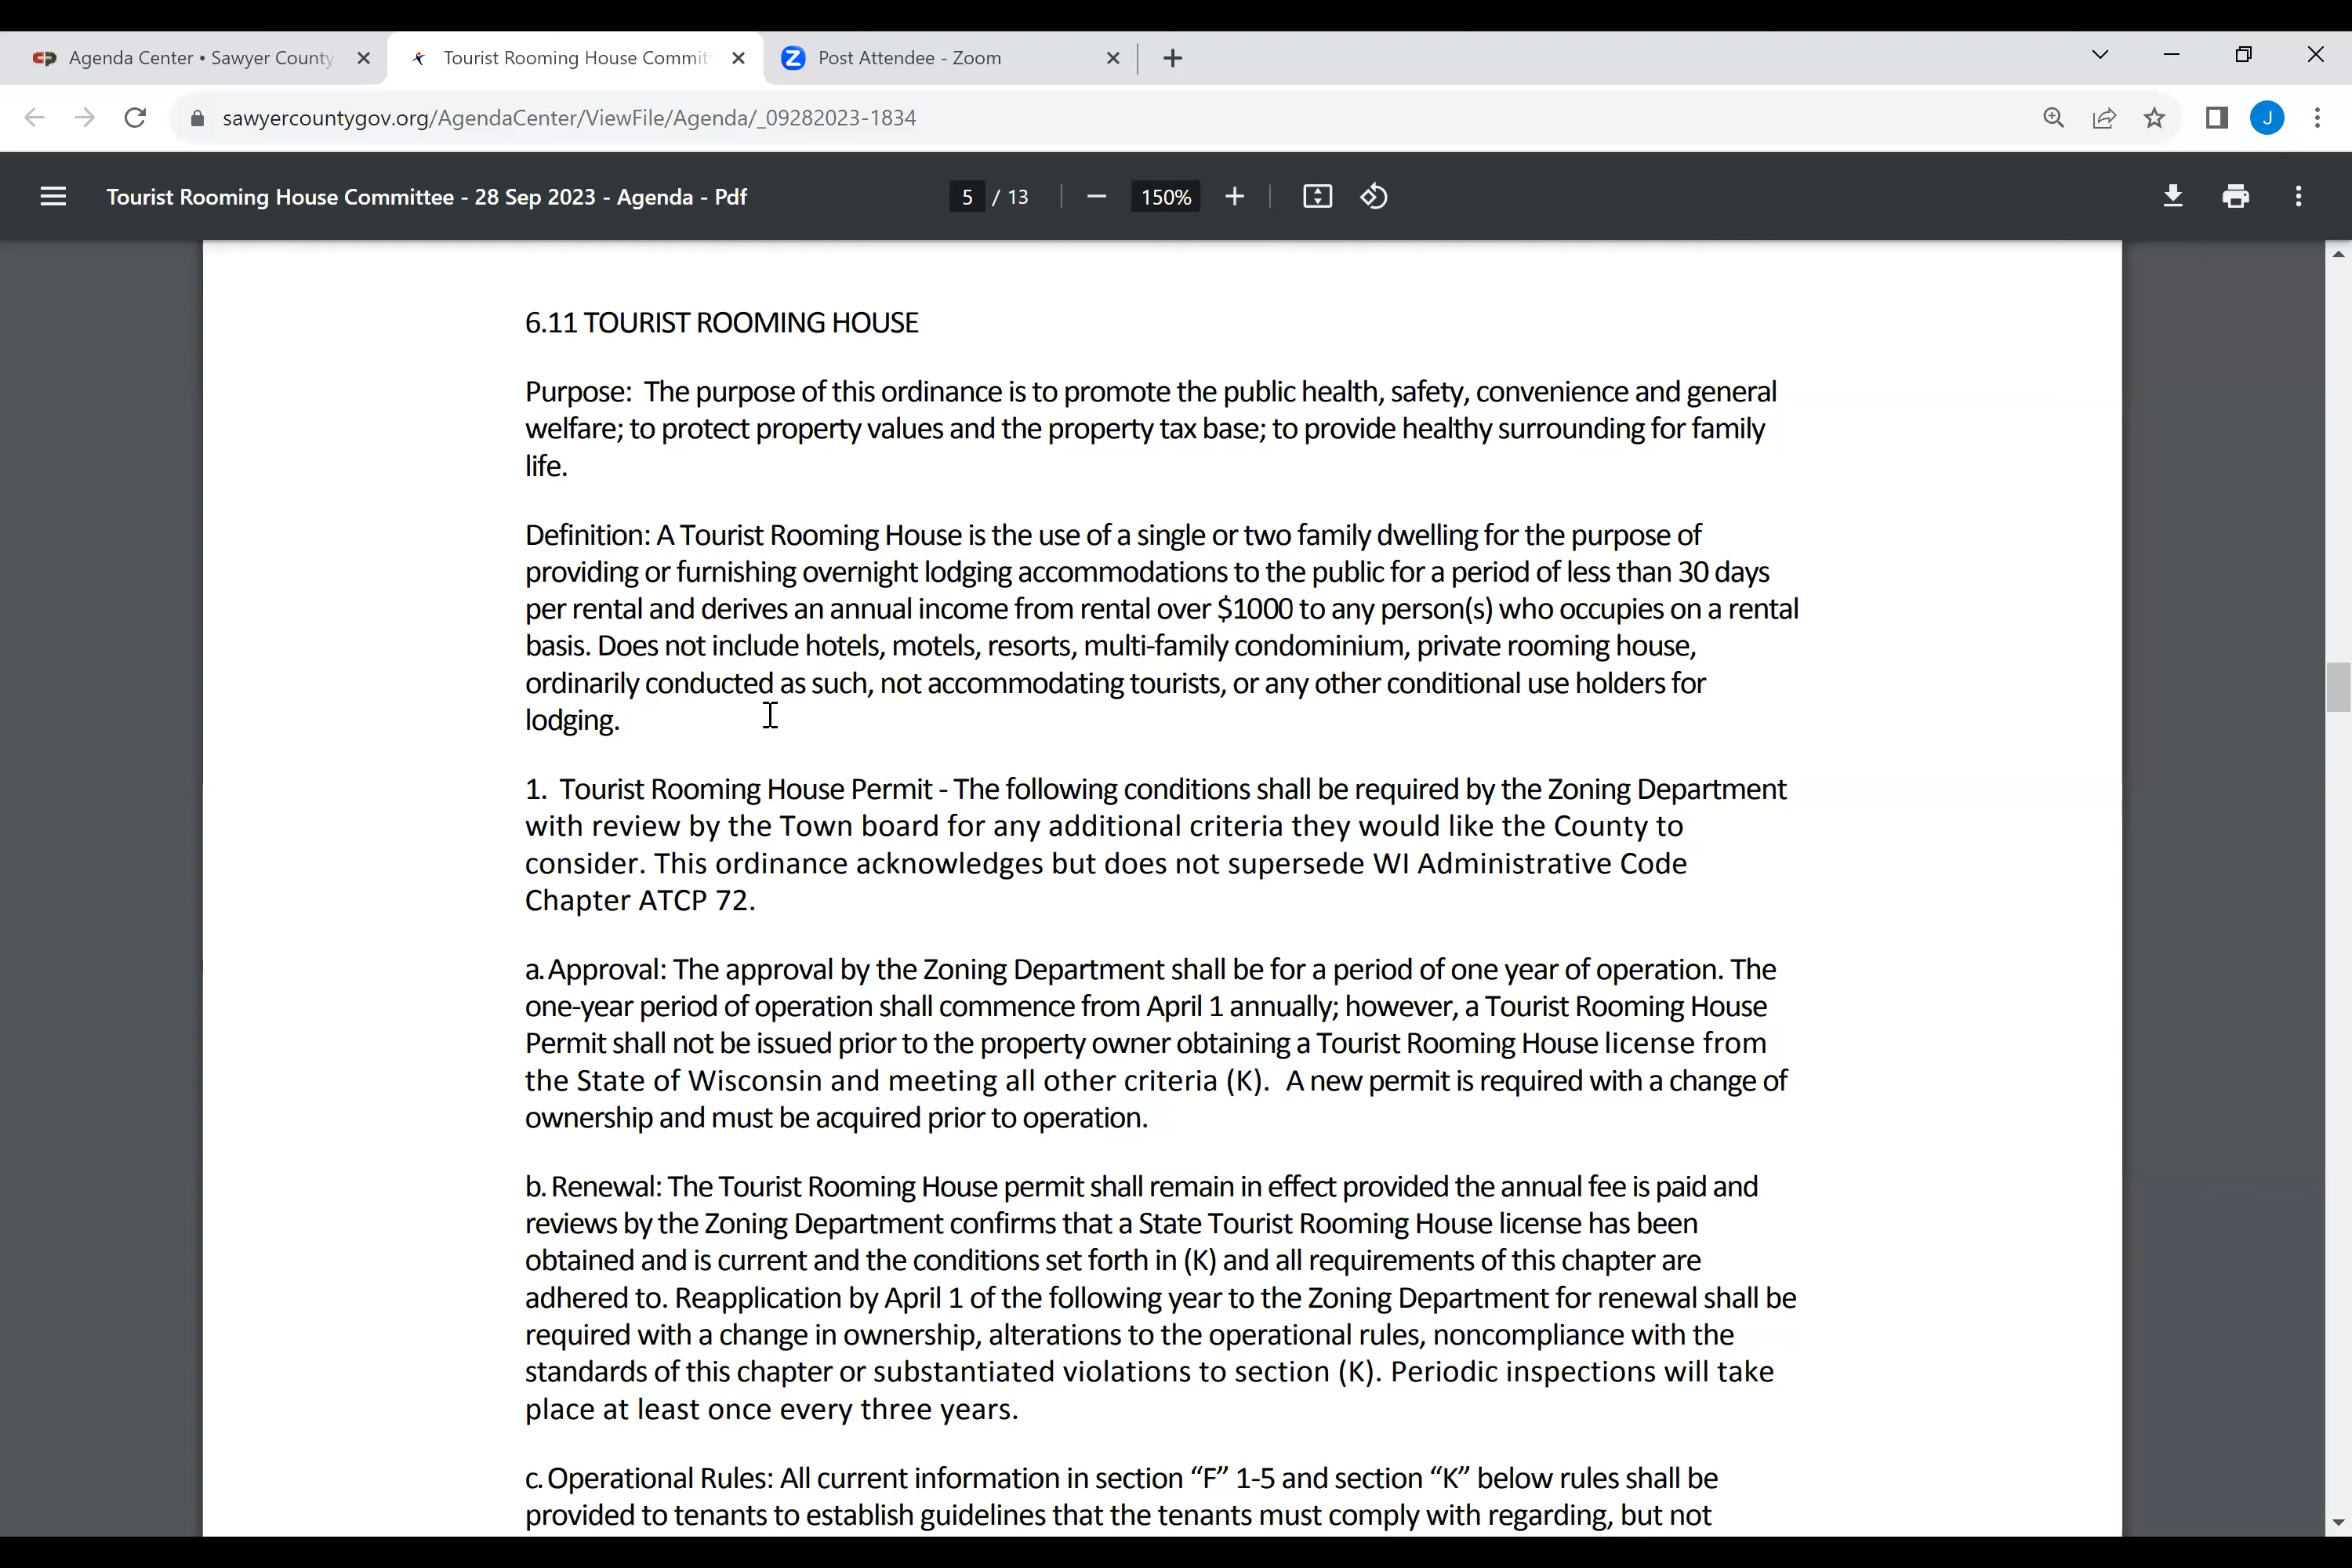 Agenda Center • Sawyer County
Tourist Rooming House Commit
Post Attendee - Zoom
sawyercountygov.org/AgendaCenter/ViewFile/Agenda/_09282023-1834
J
Tourist Rooming House Committee - 28 Sep 2023 - Agenda - Pdf
5 / 13
150%
6.11 TOURIST ROOMING HOUSE
Purpose: The purpose of this ordinance is to promote the public health, safety, convenience and general
welfare; to protect property values and the property tax base; to provide healthy surrounding for family
life.
Definition: A Tourist Rooming House is the use of a single or two family dwelling for the purpose of
providing or furnishing overnight lodging accommodations to the public for a period of less than 30 days
per rental and derives an annual income from rental over $1000 to any person(s) who occupies on a rental
basis. Does not include hotels, motels, resorts, multi-family condominium, private rooming house,
ordinarily conducted as such, not accommodating tourists, or any other conditional use holders for
lodging.
1. Tourist Rooming House Permit - The following conditions shall be required by the Zoning Department
with review by the Town board for any additional criteria they would like the County to
consider. This ordinance acknowledges but does not supersede WI Administrative Code
Chapter ATCP 72.
a. Approval: The approval by the Zoning Department shall be for a period of one year of operation. The
one-year period of operation shall commence from April 1 annually; however, a Tourist Rooming House
Permit shall not be issued prior to the property owner obtaining a Tourist Rooming House license from
the State of Wisconsin and meeting all other criteria (K). A new permit is required with a change of
ownership and must be acquired prior to operation.
b. Renewal: The Tourist Rooming House permit shall remain in effect provided the annual fee is paid and
reviews by the Zoning Department confirms that a State Tourist Rooming House license has been
obtained and is current and the conditions set forth in (K) and all requirements of this chapter are
adhered to. Reapplication by April 1 of the following year to the Zoning Department for renewal shall be
required with a change in ownership, alterations to the operational rules, noncompliance with the
standards of this chapter or substantiated violations to section (K). Periodic inspections will take
place at least once every three years.
c. Operational Rules: All current information in section “F” 1-5 and section “K” below rules shall be
provided to tenants to establish guidelines that the tenants must comply with regarding, but not